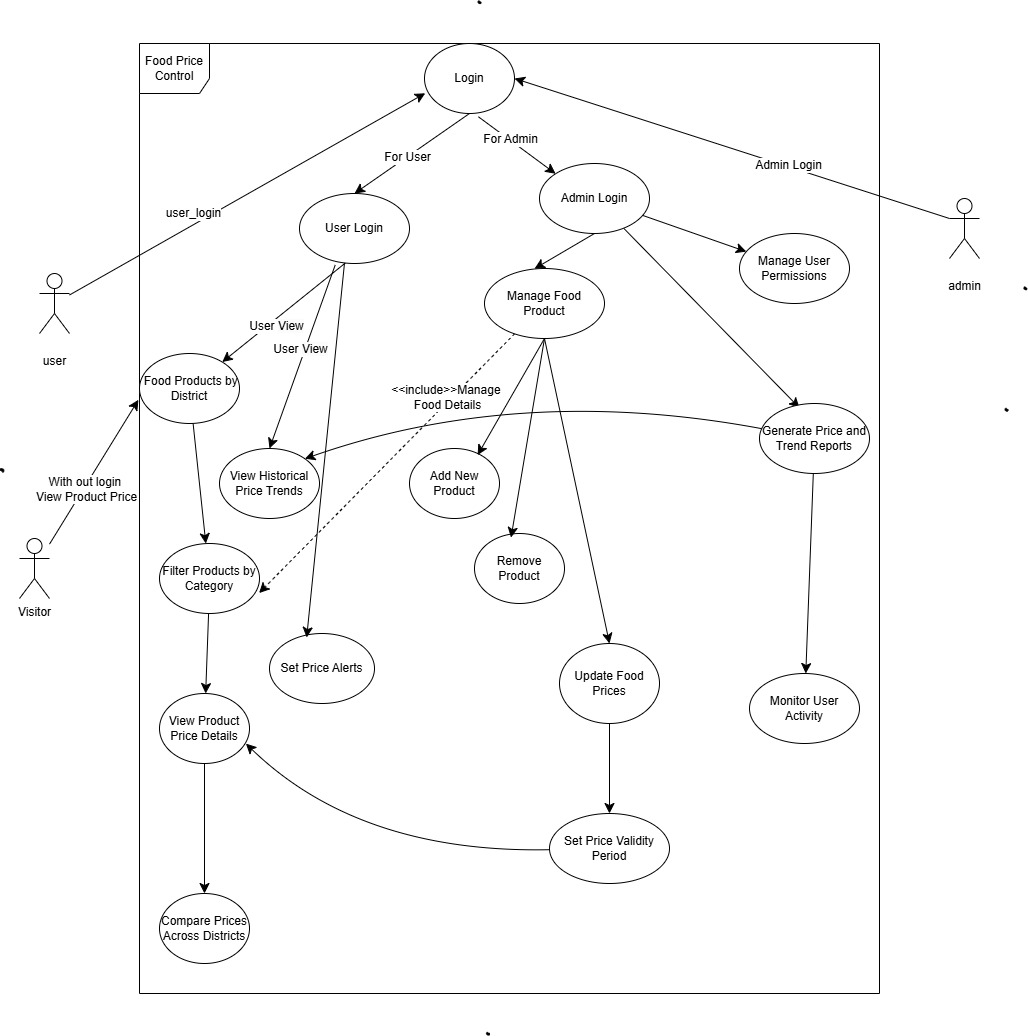 Food Price
Control
Login
For Admin
For User
Admin Login
Admin Login
user_login
User Login
Manage User
Permissions
admin
Manage Food
Product
User View
User View
user
Food Products by
District
<<include>>Manage
Food Details
Generate Price and
Trend Reports
With out login
View Product Price
View Historical
Price Trends
Add New
Product
Remove
Product
Filter Products by
Category
Visitor
Set Price Alerts
Update Food
Prices
Monitor User
Activity
View Product
Price Details
Set Price Validity
Period
Compare Prices
Across Districts